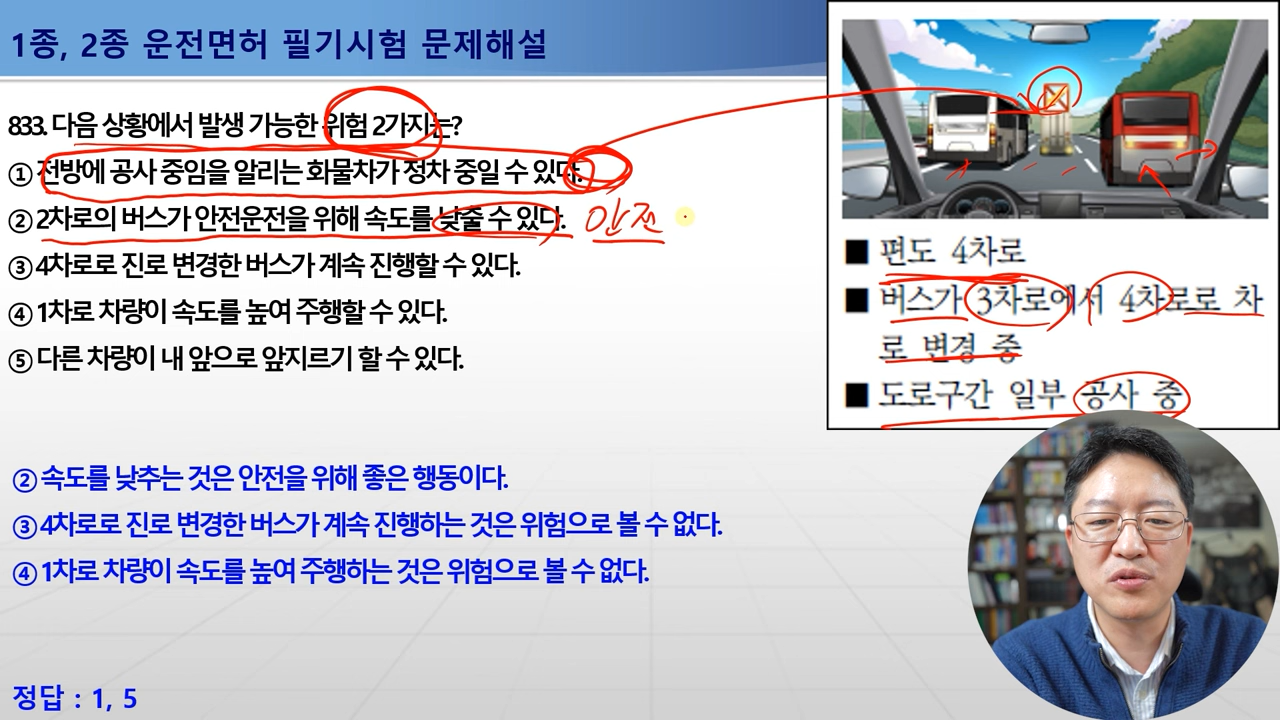 1종, 2종 운전면허 필기시험 문제해설
833. 다음 상황에서 발생 가능한 위험 2가지는?
① 전방에 공사 중임을 알리는 화물차가 정차 중일 수 있다.
② 2차로의 버스가 안전운전을 위해 속도를 낮출 수 있다. 안전
③ 4차로로 진로 변경한 버스가 계속 진행할 수 있다.
④ 1차로 차량이 속도를 높여 주행할 수 있다.
⑤ 다른 차량이 내 앞으로 앞지르기 할 수 있다.
② 속도를 낮추는 것은 안전을 위해 좋은 행동이다.
③ 4차로로 진로 변경한 버스가 계속 진행하는 것은 위험으로 볼 수 없다.
④ 1차로 차량이 속도를 높여 주행하는 것은 위험으로 볼 수 없다.
정답 : 1, 5
■ 편도 4차로
■ 버스가 3차로에서 4차로로 차
로 변경 중
■ 도로구간 일부 공사 중